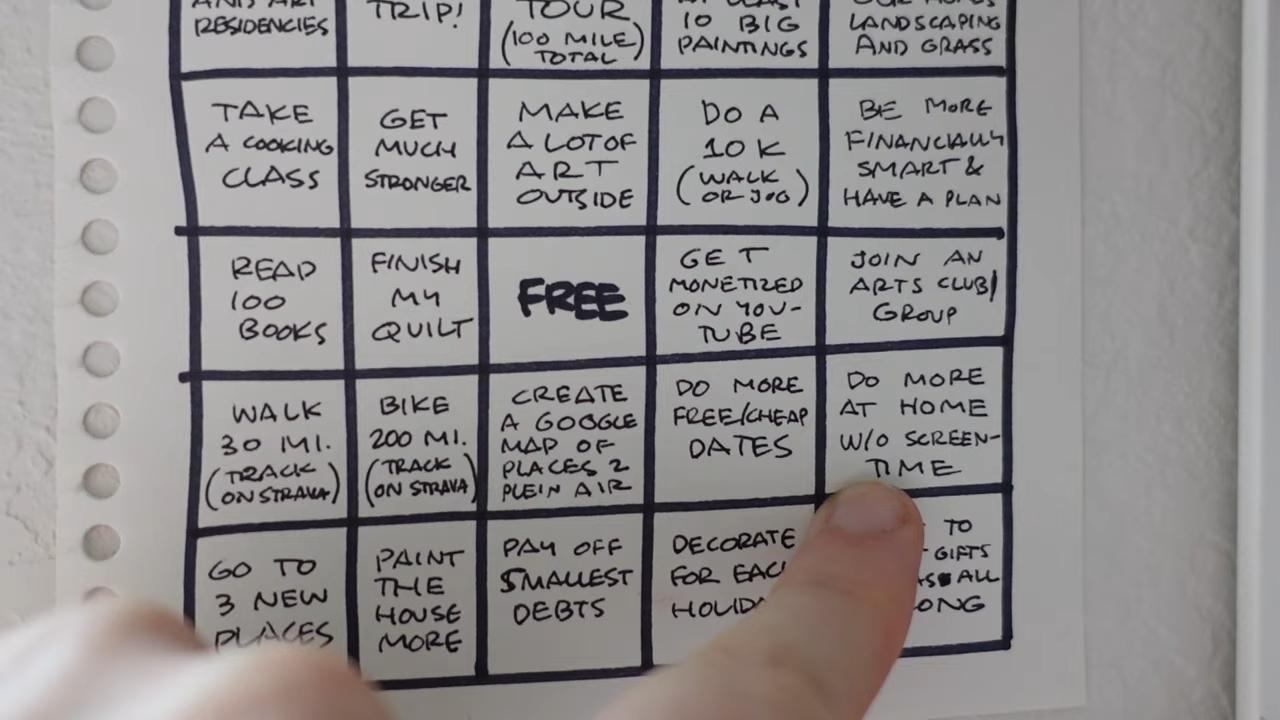 RESIDENCIES
TRIP!
TOUR
(100 MILE)
TOTAL
10 BIG
PAINTINGS
LANDSCAPING
AND GRASS
TAKE
A COOKING
CLASS
GET
MUCH
STRONGER
MAKE
A LOT OF
ART
OUTSIDE
DO A
10 K
(WALK
OR JOG)
BE MORE
FINANCIALLY
SMART &
HAVE A PLAN
READ
100
BOOKS
FINISH
MY
QUILT
FREE
GET
MONETIZED
ON YOU-
TUBE
JOIN AN
ARTS CLUB/
GROUP
WALK
30 MI.
(TRACK
ON STRAVA)
BIKE
200 MI.
(TRACK
ON STRAVA)
CREATE
A GOOGLE
MAP OF
PLACES 2
PLEIN AIR
DO MORE
FREE/CHEAP
DATES
DO MORE
AT HOME
W/O SCREEN-
TIME
GO TO
3 NEW
PLACES
PAINT
THE
HOUSE
MORE
PAY OFF
SMALLEST
DEBTS
DECORATE
FOR EACH
TO
GIFTS
ALL